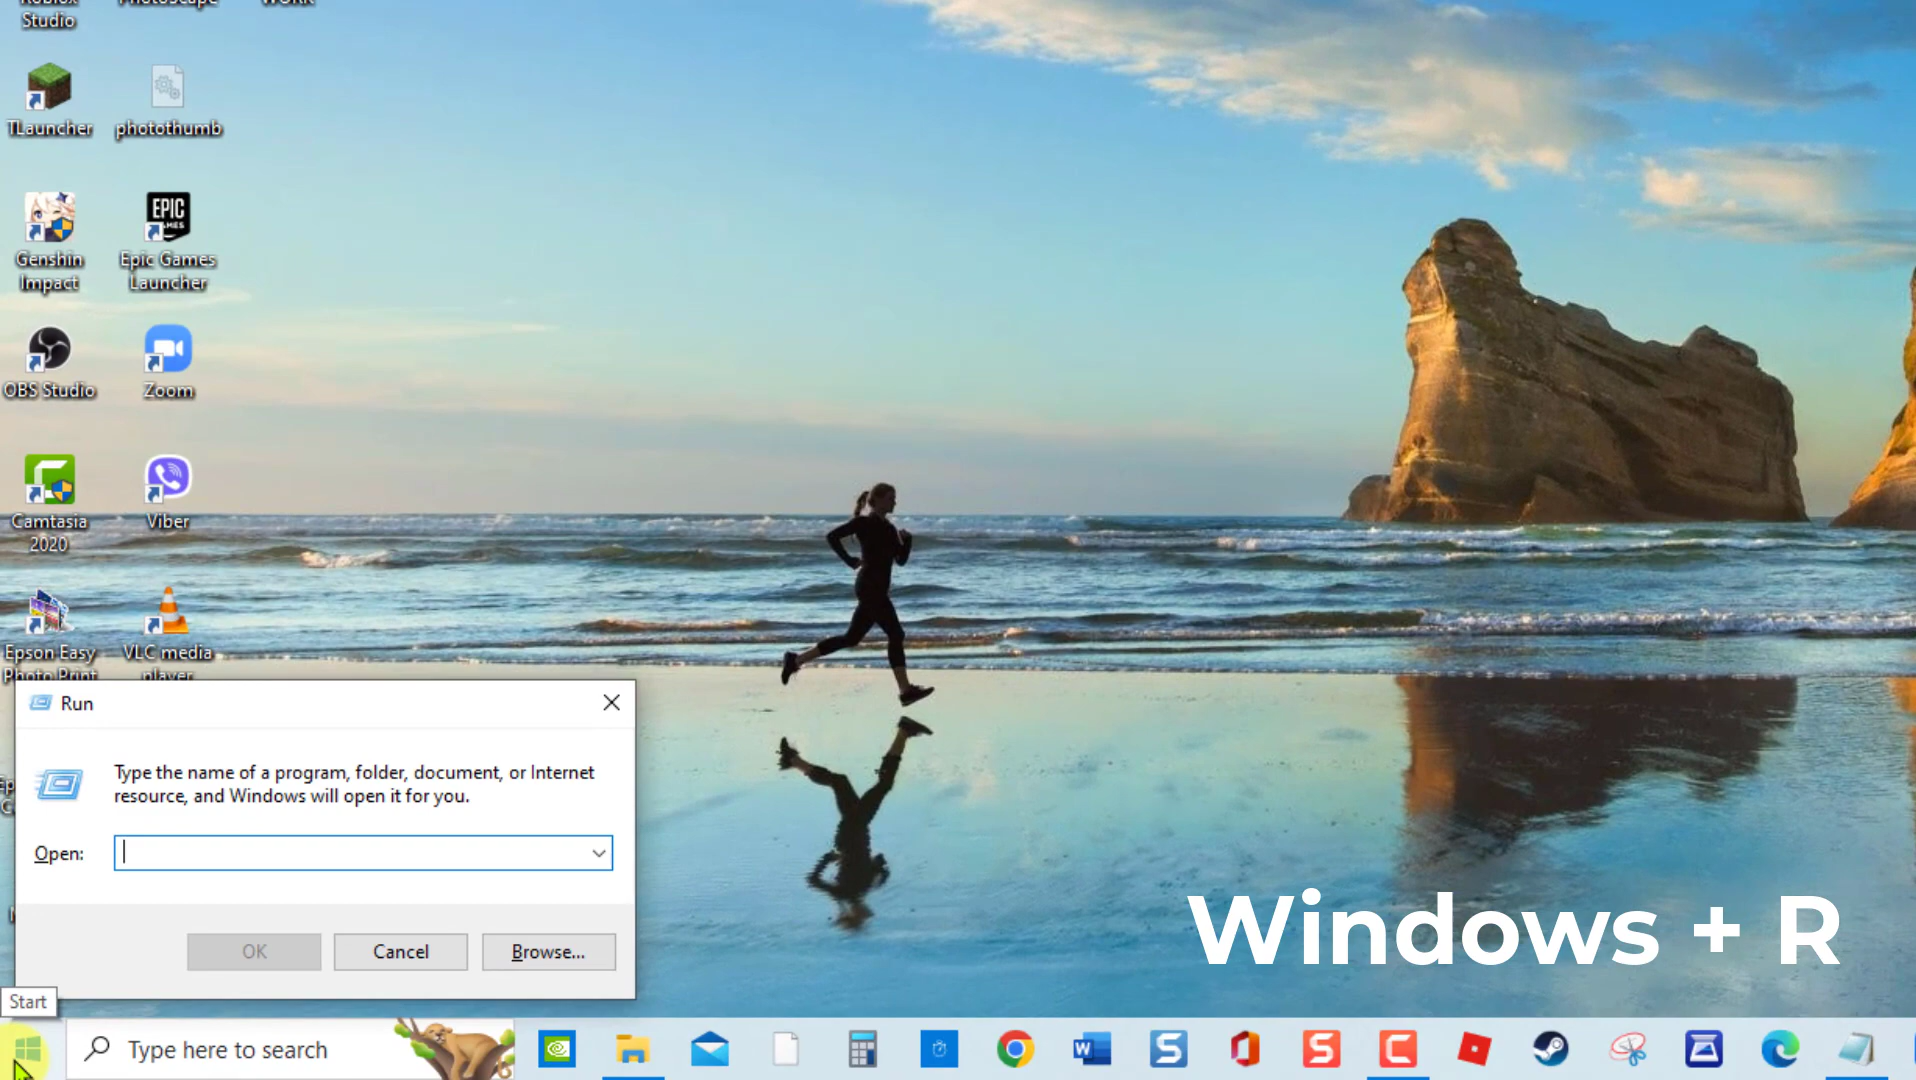 Studio
TLauncher
photothumb
EPIC
Genshin
Impact
Epic Games
Launcher
OBS Studio
Zoom
Camtasia
2020
Viber
Epson Easy
Photo Print
VLC media
player
Run
Type the name of a program, folder, document, or Internet
resource, and Windows will open it for you.
Open:
OK
Cancel
Browse...
Windows + R
Start
Type here to search